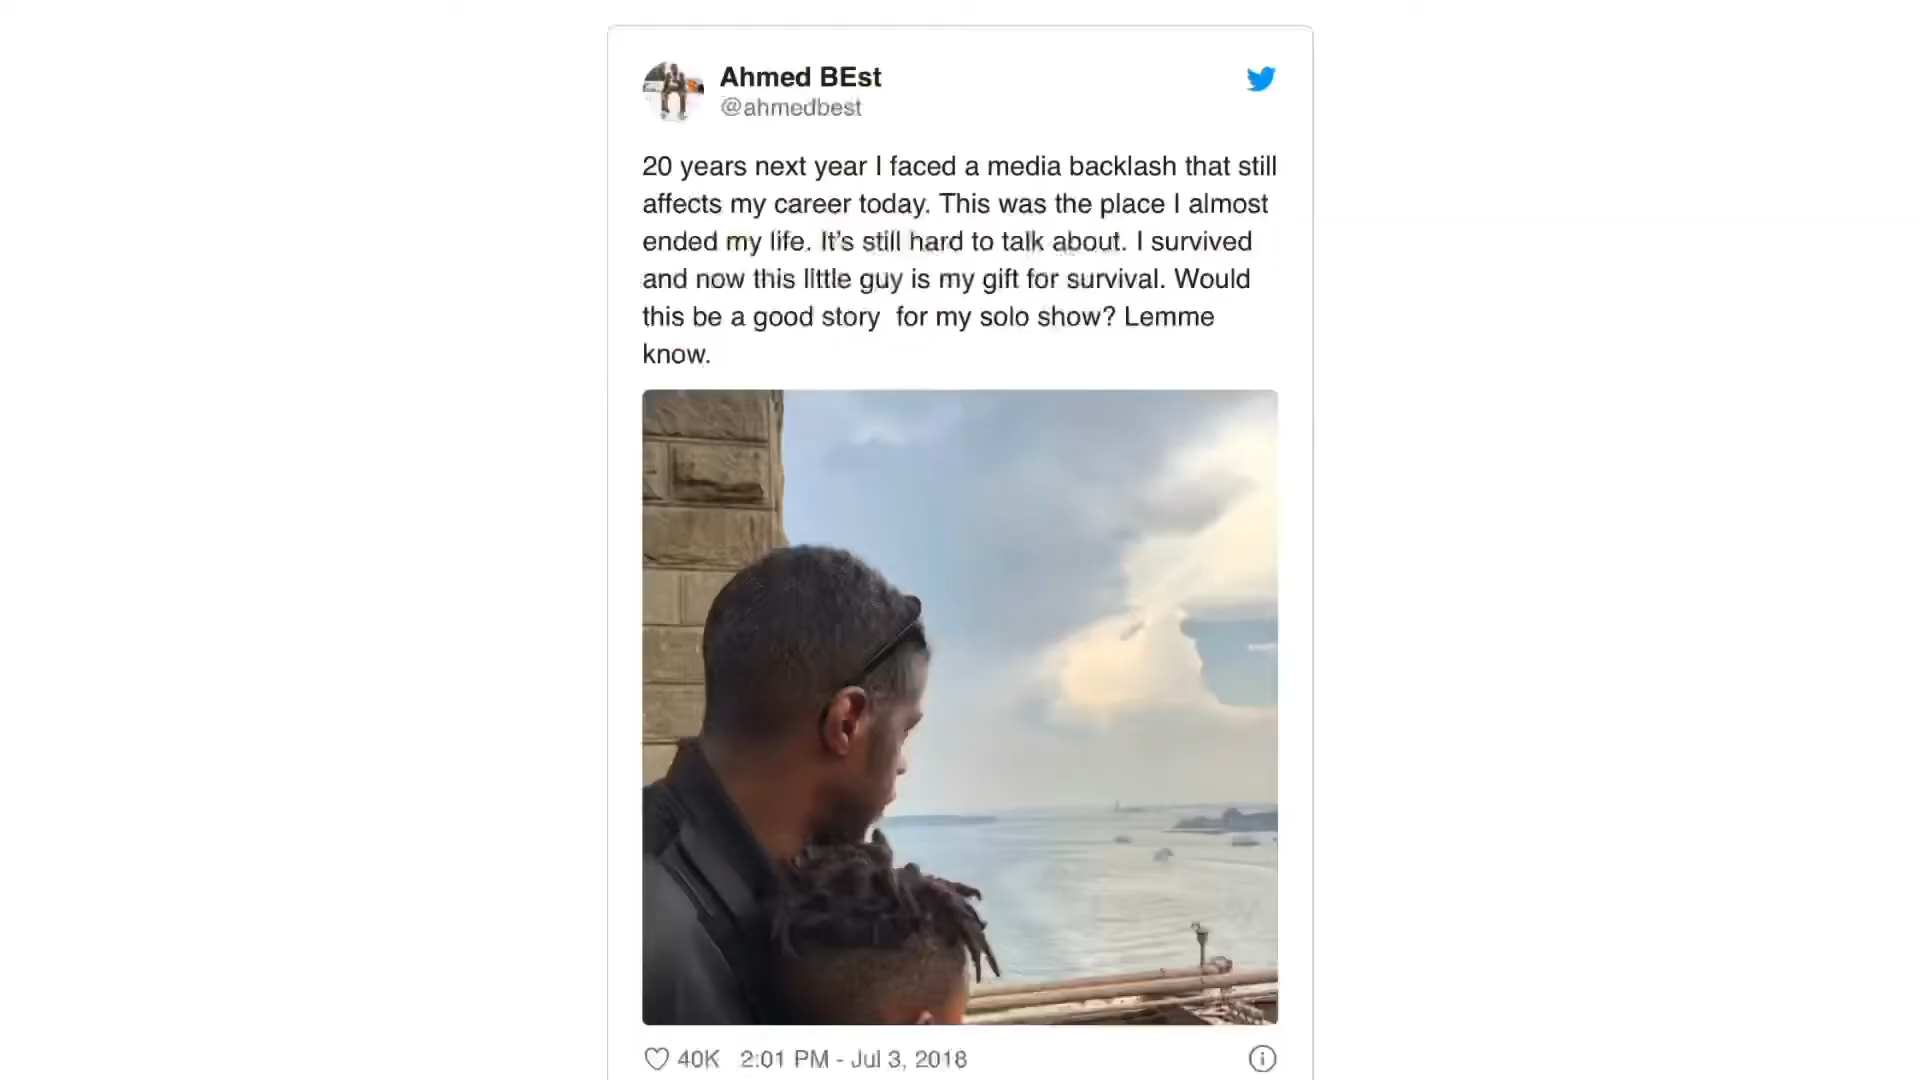 Ahmed BEst
@ahmedbest
20 years next year I faced a media backlash that still
affects my career today. This was the place I almost
ended my life. It's still hard to talk about. I survived
and now this little guy is my gift for survival. Would
this be a good story for my solo show? Lemme
know.
40K 2:01 PM - Jul 3, 2018